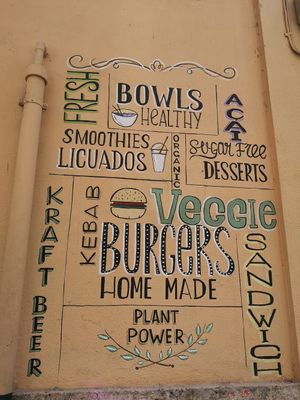 FRESH
BOWLS
HEALTHY
AÇAÍ
SMOOTHIES
LICUADOS
ORGANIC
Sugar Free
DESSERTS
KRAFT BEER
KEBAB
Veggie
BURGERS
HOME MADE
SANDWICH
PLANT
POWER